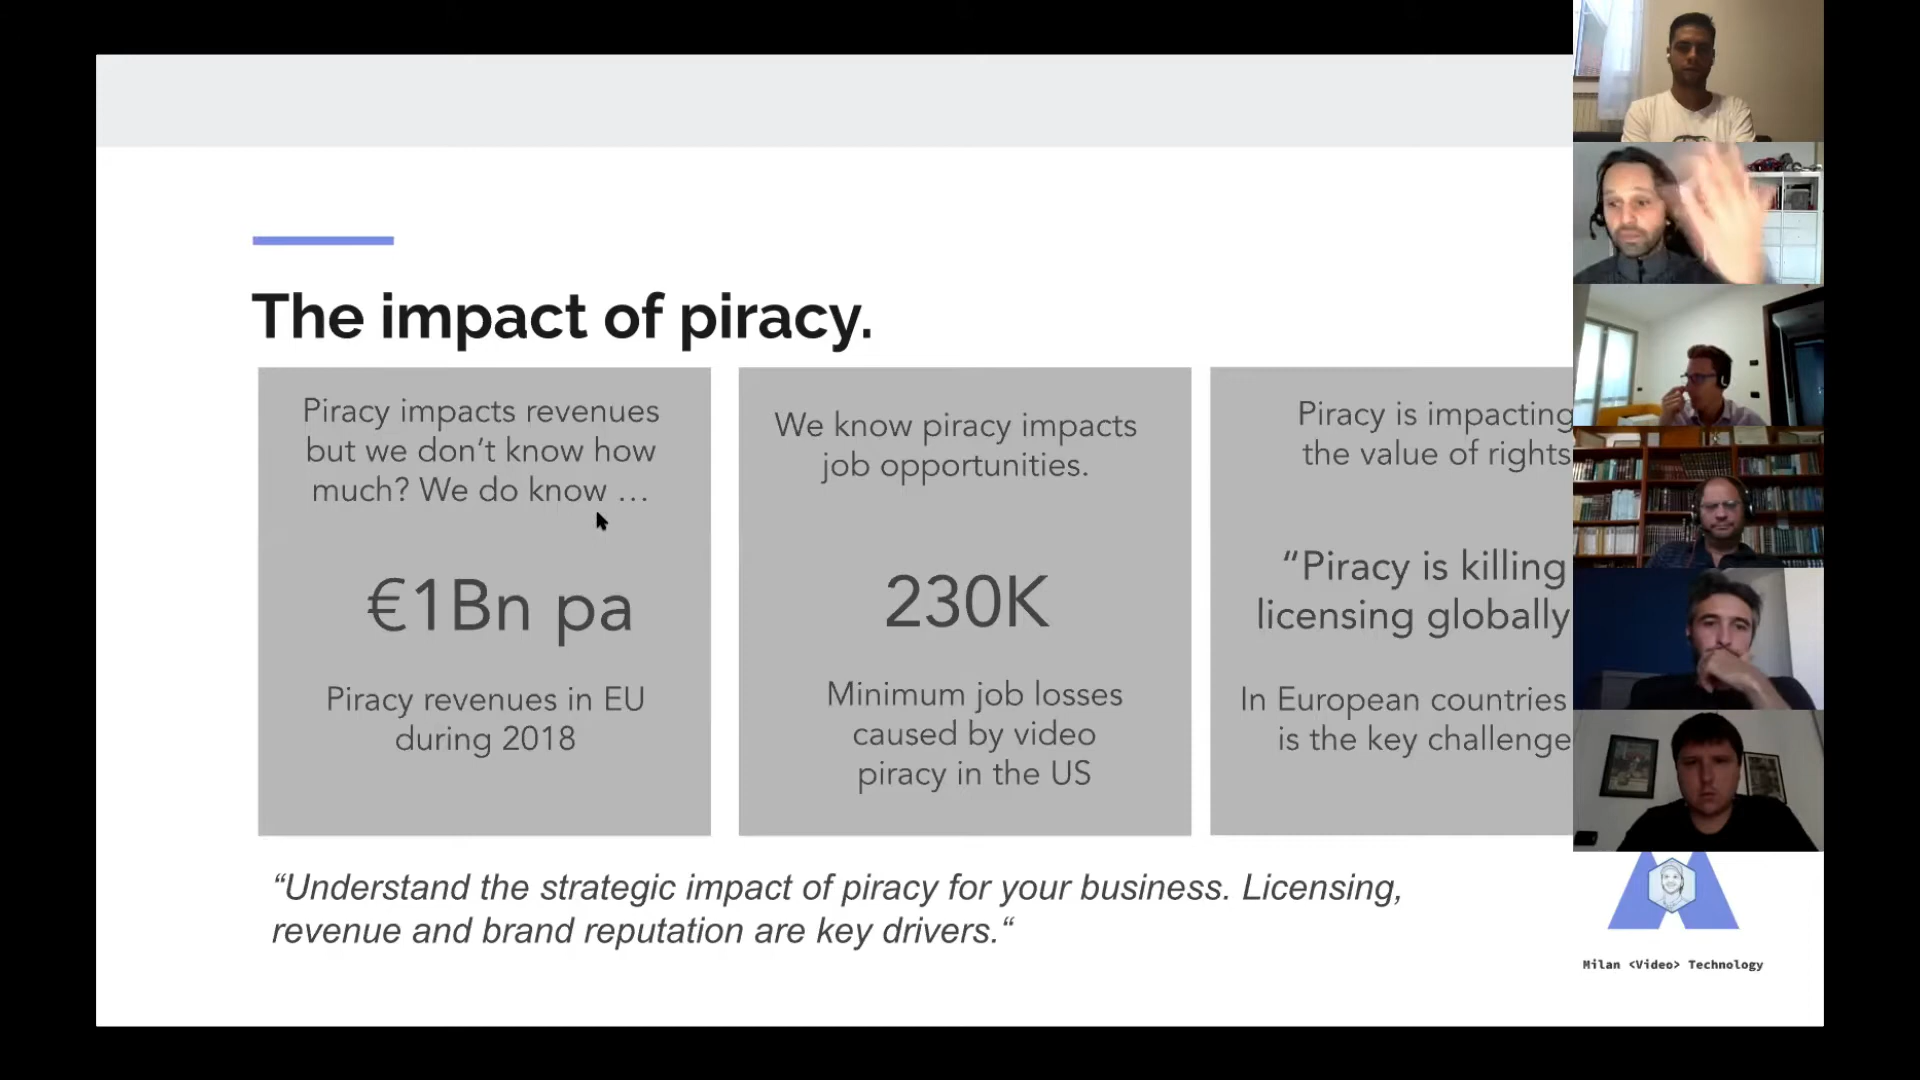 The impact of piracy.
Piracy impacts revenues
but we don’t know how
much? We do know …
€1Bn pa
Piracy revenues in EU
during 2018
We know piracy impacts
job opportunities.
230K
Minimum job losses
caused by video
piracy in the US
Piracy is impacting
the value of rights
“Piracy is killing
licensing globally
In European countries
is the key challenge
“Understand the strategic impact of piracy for your business. Licensing,
revenue and brand reputation are key drivers.“
Milan <Video> Technology